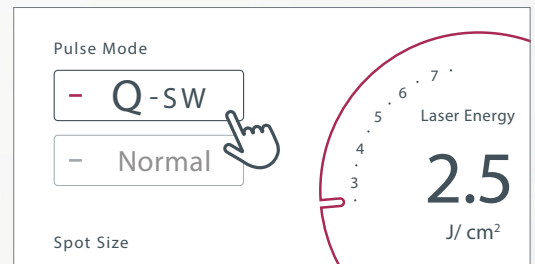 Pulse Mode
- Q-SW
- Normal
Spot Size
7
6
5
4
3
Laser Energy
2.5
J/ cm²